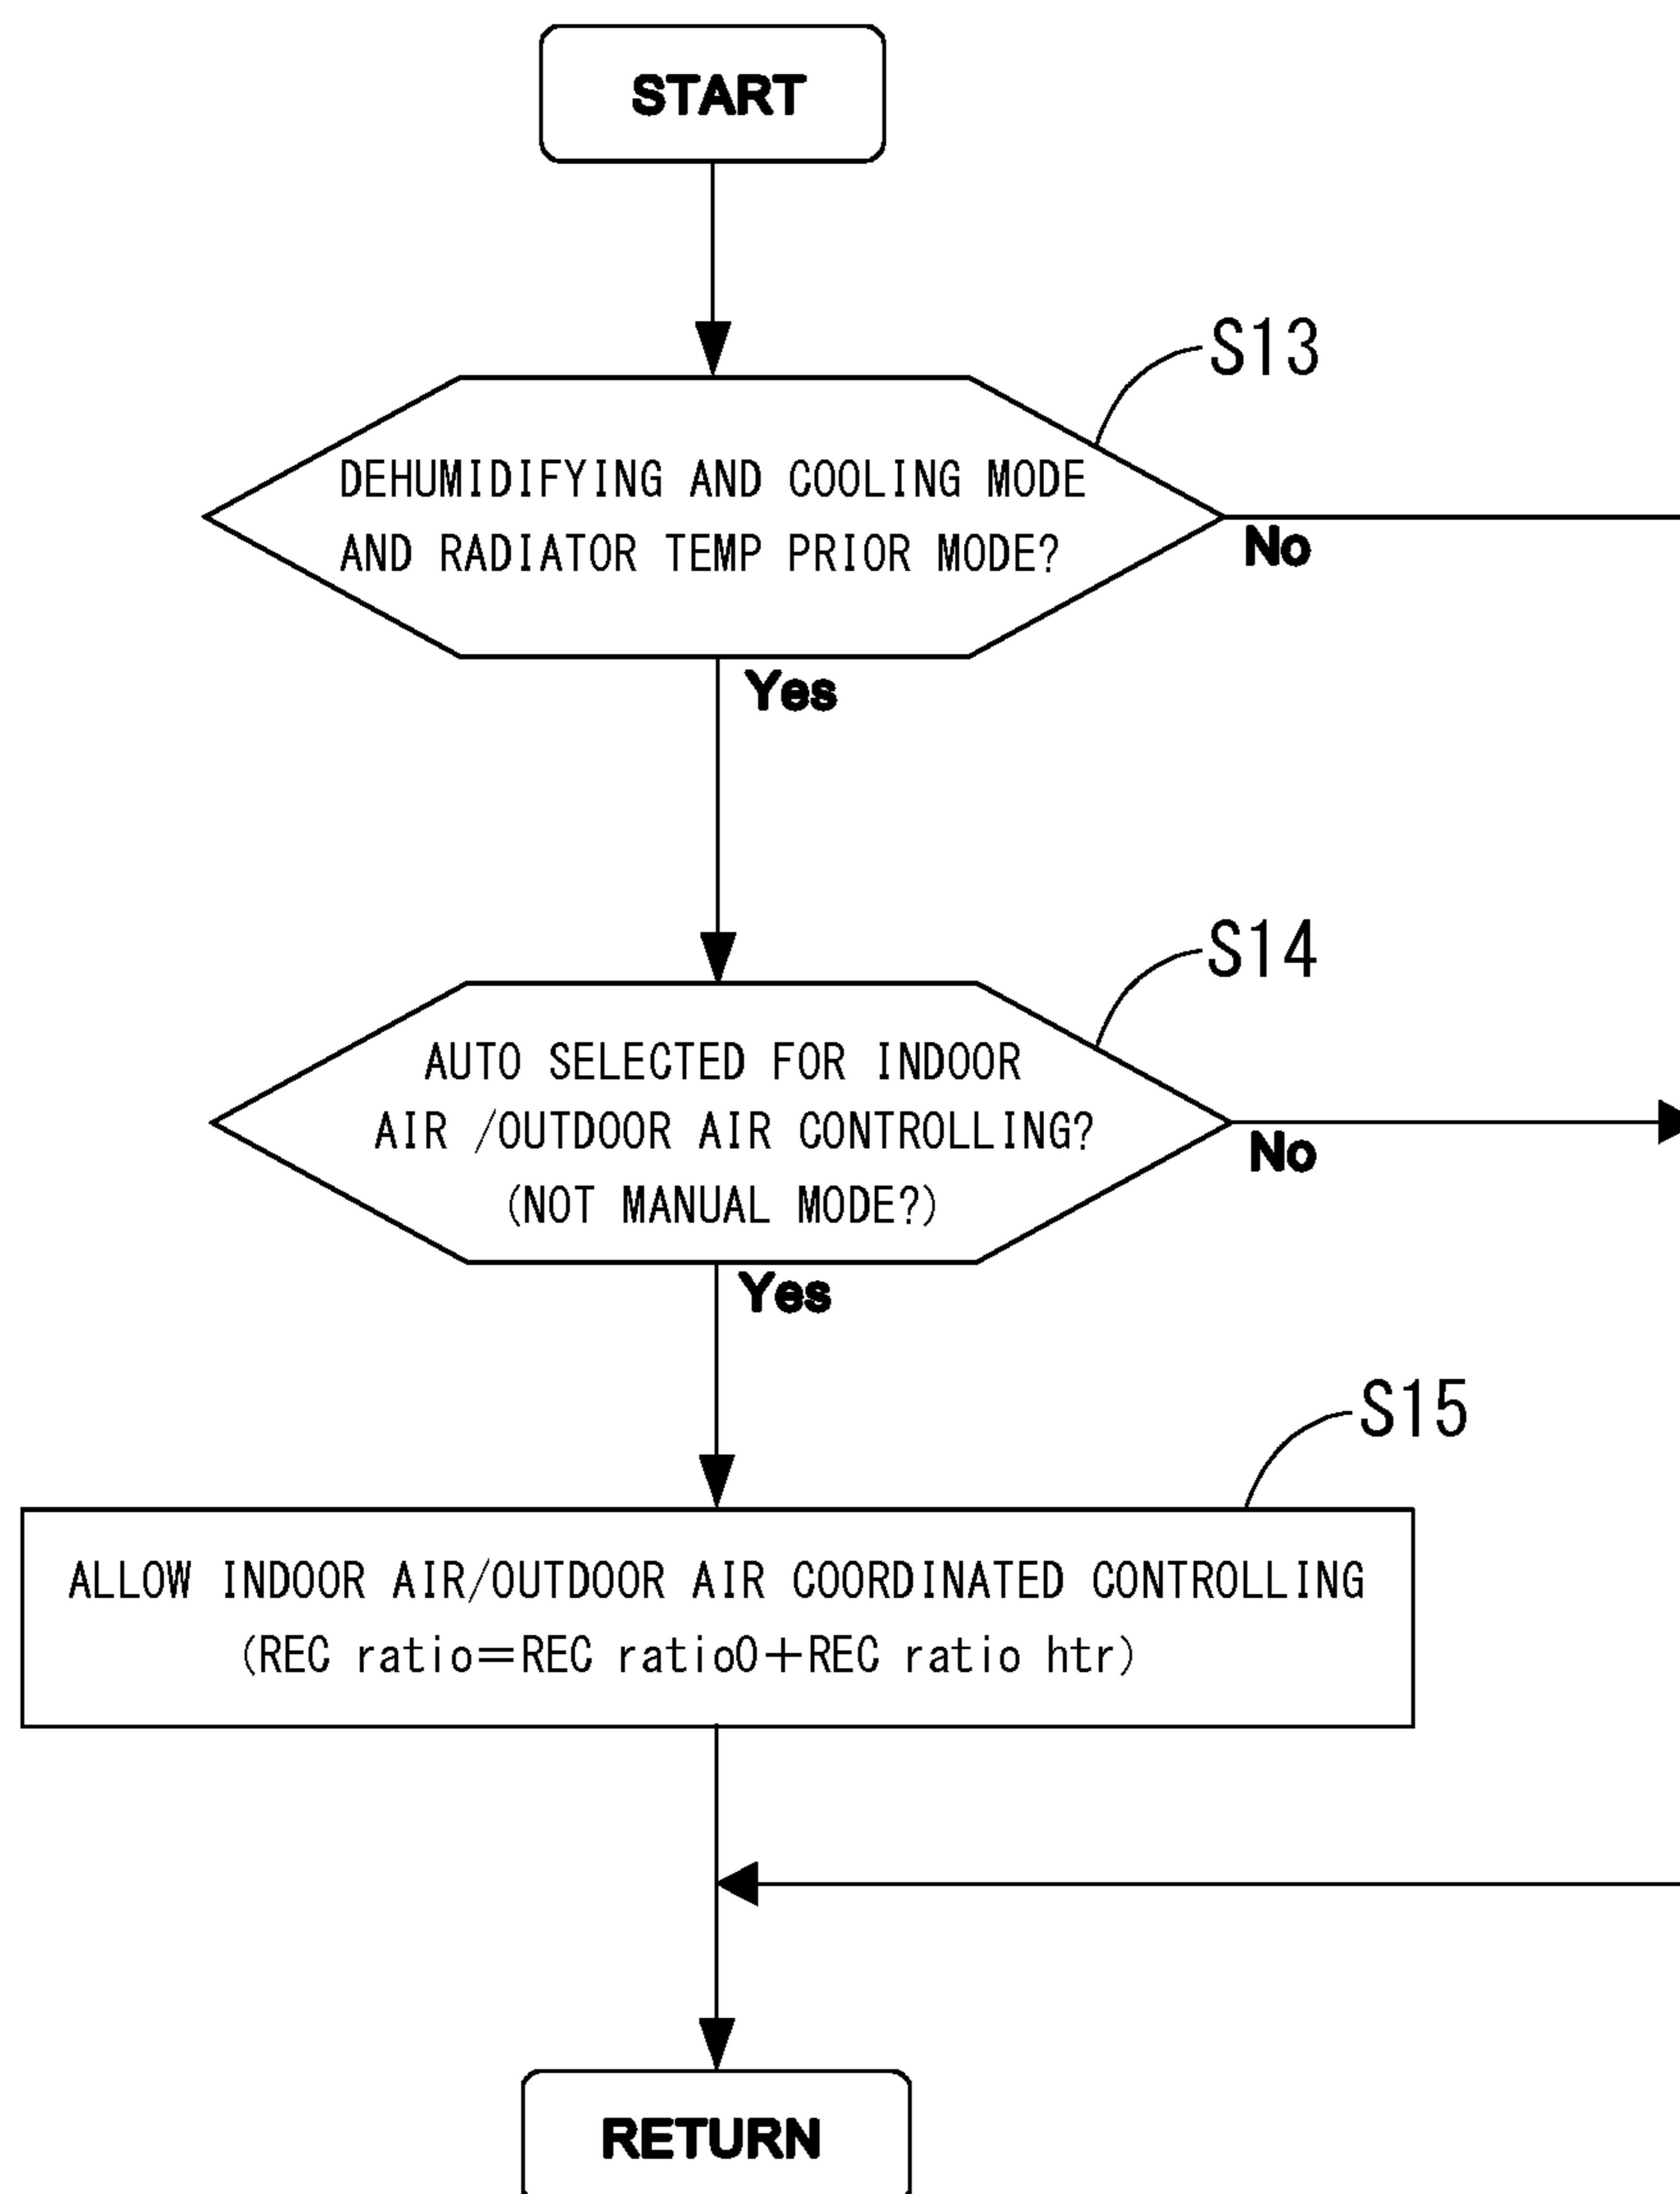 START
S13
DEHUMIDIFYING AND COOLING MODE
AND RADIATOR TEMP PRIOR MODE?
No
Yes
S14
AUTO SELECTED FOR INDOOR
AIR /OUTDOOR AIR CONTROLLING?
(NOT MANUAL MODE?)
No
Yes
S15
ALLOW INDOOR AIR/OUTDOOR AIR COORDINATED CONTROLLING
(REC ratio=REC ratio0+REC ratio htr)
RETURN